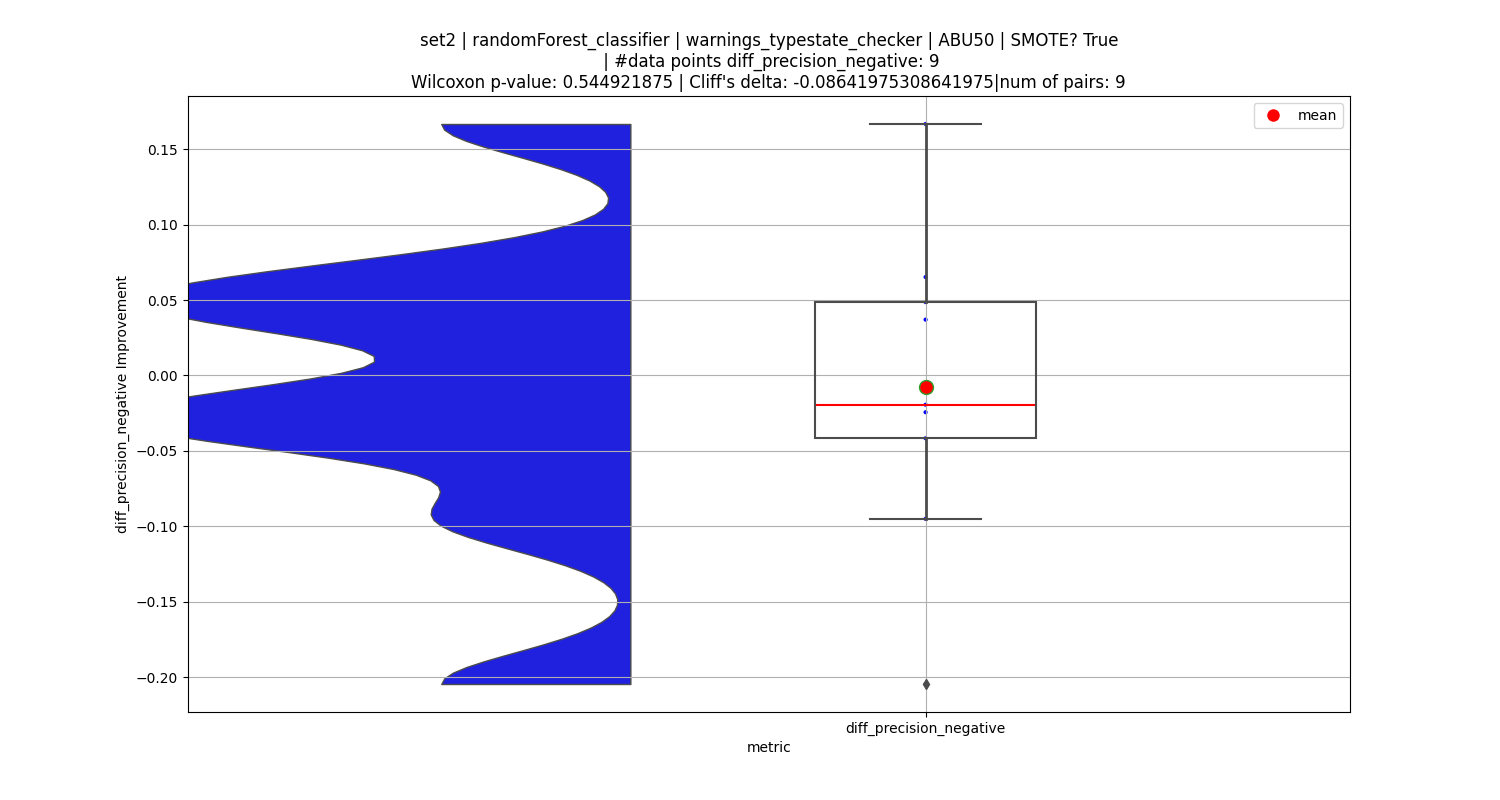 set2 | randomForest_classifier | warnings_typestate_checker | ABU50 | SMOTE? True
| #data points diff_precision_negative: 9
Wilcoxon p-value: 0.544921875 | Cliff's delta: -0.08641975308641975|num of pairs: 9
mean
0.15
0.10
0.05
0.00
−0.05
−0.10
−0.15
−0.20
diff_precision_negative Improvement
diff_precision_negative
metric